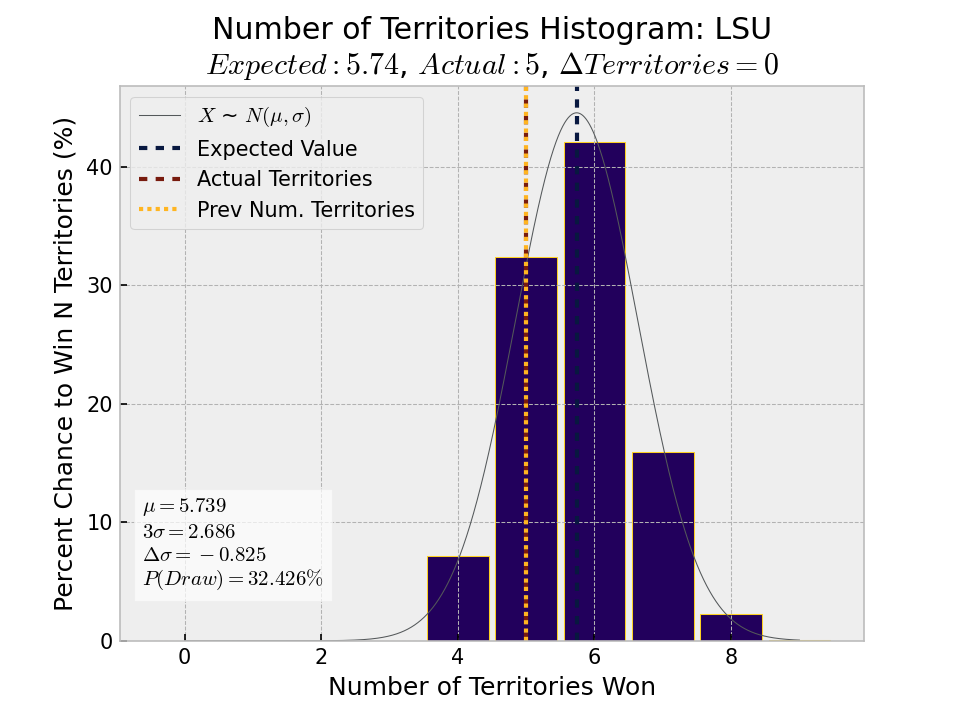 Number of Territories Histogram: LSU
Expected: 5.74, Actual: 5, ΔTerritories = 0
X ~ N(μ, σ)
Expected Value
Actual Territories
Prev Num. Territories
Percent Chance to Win N Territories (%)
40
30
20
10
0
μ = 5.739
3σ = 2.686
Δσ = −0.825
P(Draw) = 32.426%
0 2 4 6 8
Number of Territories Won